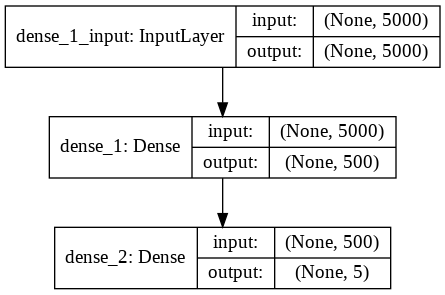 dense_1_input: InputLayer
input: (None, 5000)
output: (None, 5000)
dense_1: Dense
input: (None, 5000)
output: (None, 500)
dense_2: Dense
input: (None, 500)
output: (None, 5)